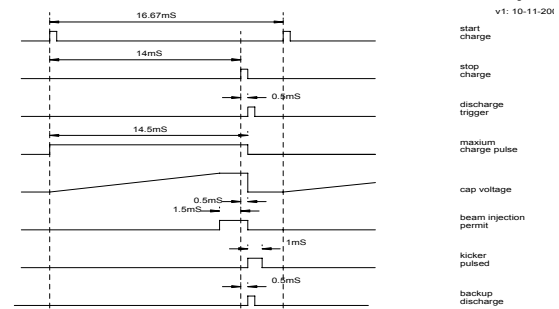 v1: 10-11-200
16.67mS
start
charge
14mS
stop
charge
0.5mS
discharge
trigger
14.5mS
maxium
charge pulse
cap voltage
0.5mS
1.5mS
beam injection
permit
1mS
kicker
pulsed
0.5mS
backup
discharge